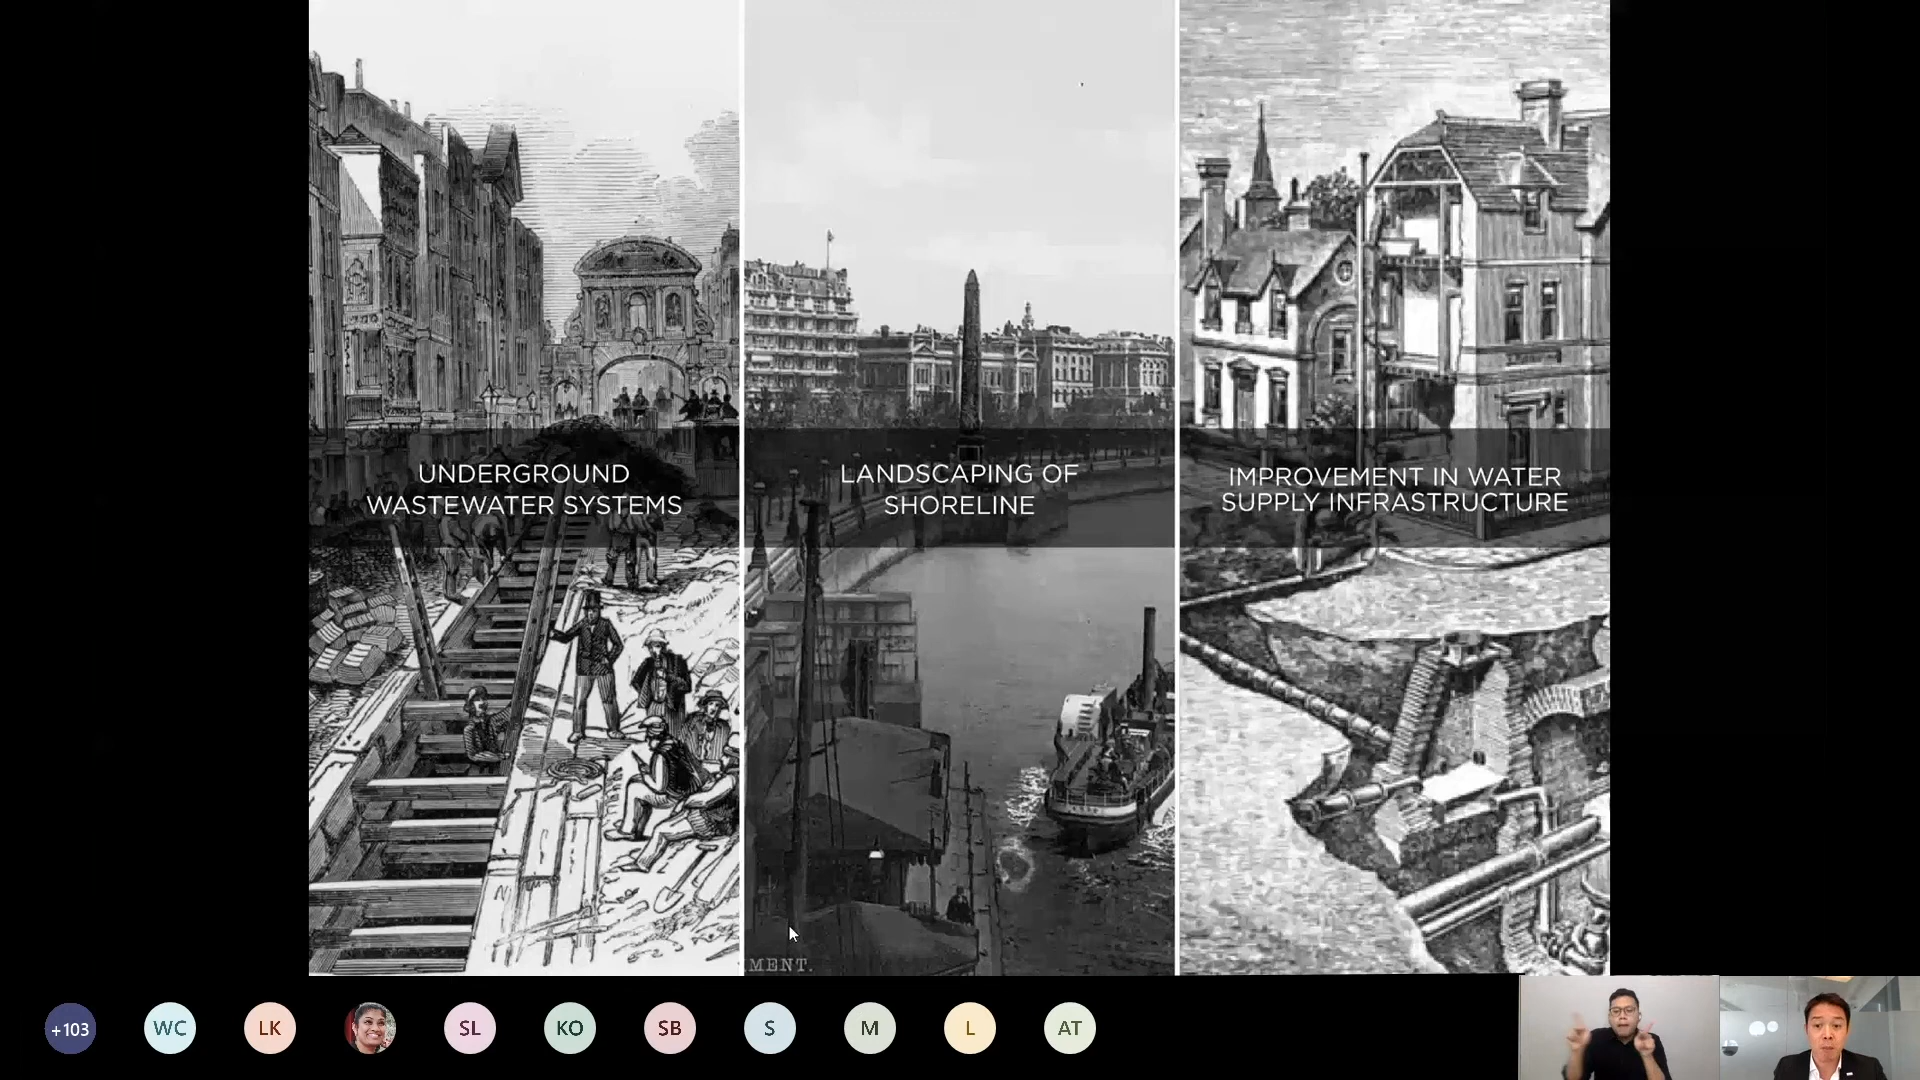 UNDERGROUND
WASTEWATER SYSTEMS
LANDSCAPING OF
SHORELINE
IMPROVEMENT IN WATER
SUPPLY INFRASTRUCTURE
MENT.
+103
WC
LK
SL
KO
SB
S
M
L
AT